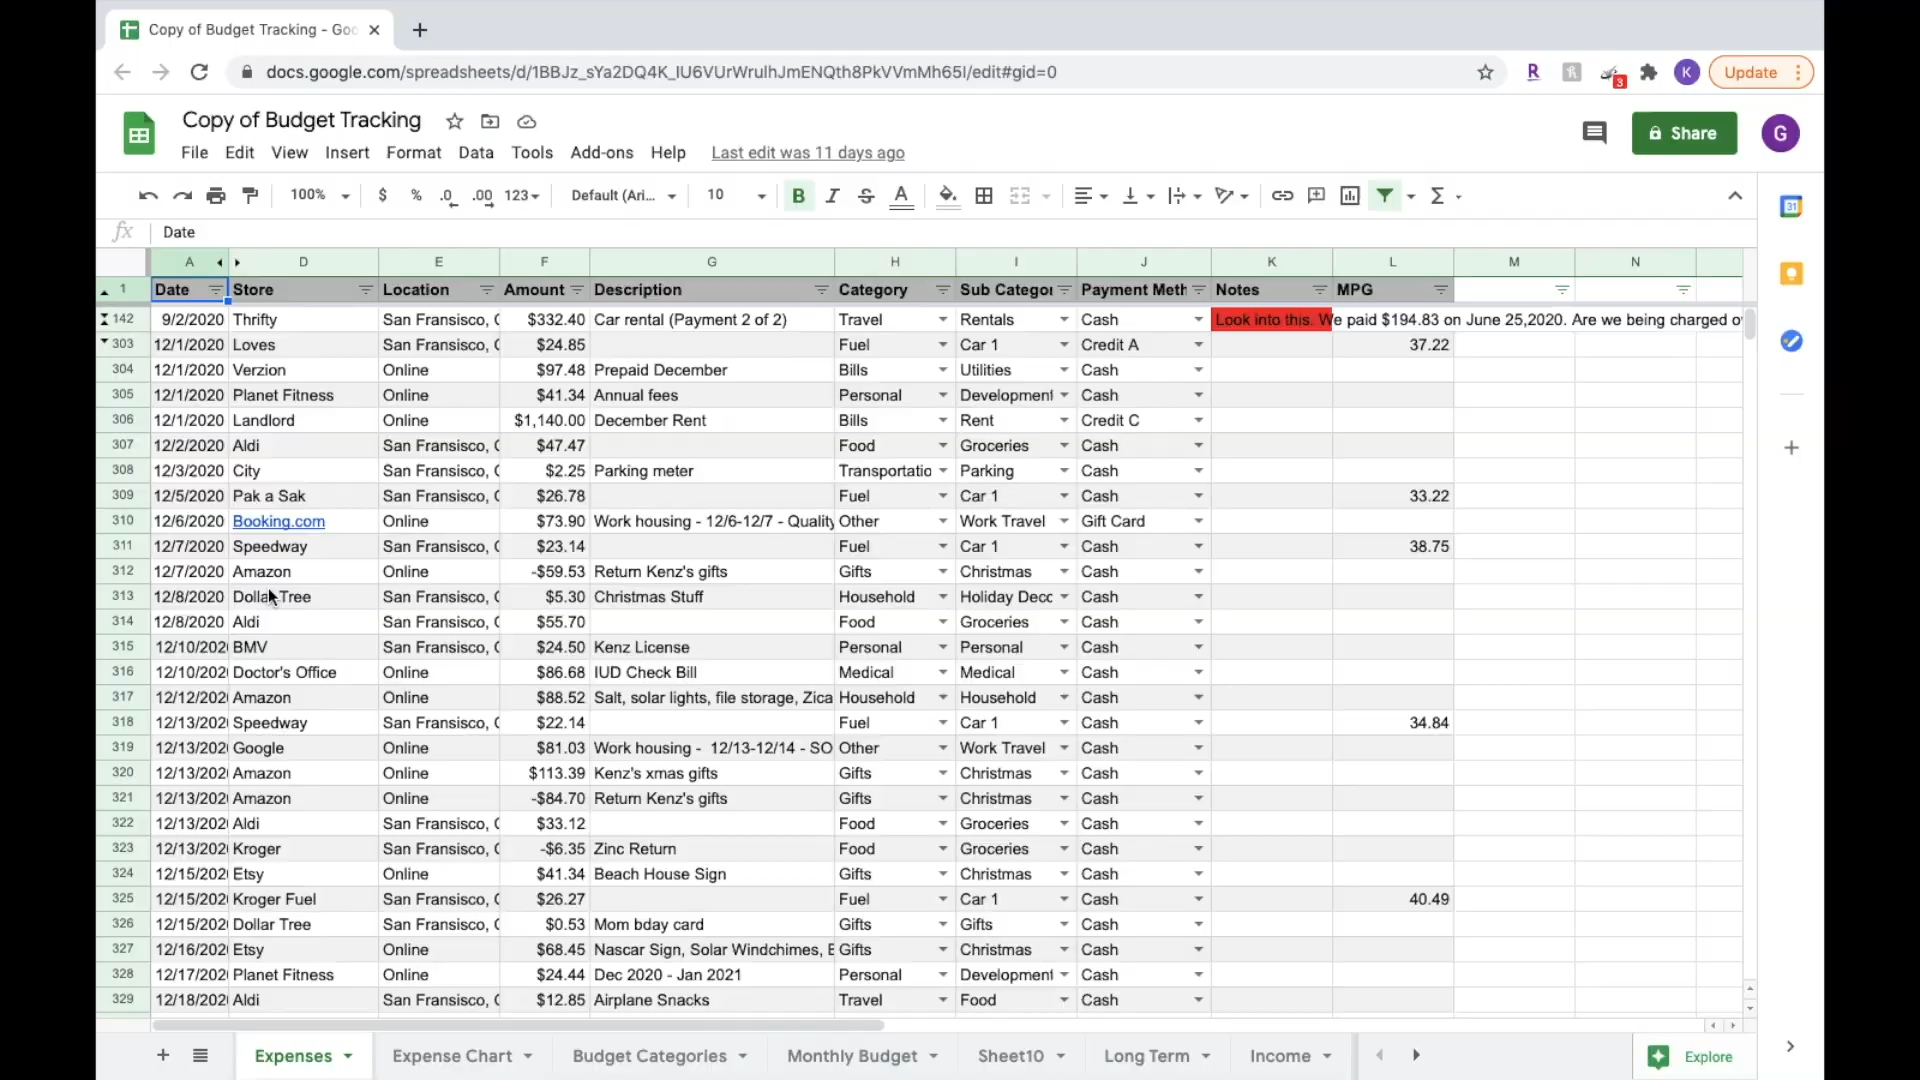 Copy of Budget Tracking - Goo
docs.google.com/spreadsheets/d/1BBJz_sYa2DQ4K_IU6VUrWrulhJmENQth8PkVVmMh65I/edit#gid=0
R
3
K
Update
Copy of Budget Tracking
Share
G
File Edit View Insert Format Data Tools Add-ons Help Last edit was 11 days ago
100% $ % .0 .00 123 Default (Ari... 10 B I S A
31
fx Date
A D E F G H I J K L M N
1 Date Store Location Amount Description Category Sub Categor Payment Meth Notes MPG
142 9/2/2020 Thrifty San Fransisco, C $332.40 Car rental (Payment 2 of 2) Travel Rentals Cash Look into this. We paid $194.83 on June 25,2020. Are we being charged o
303 12/1/2020 Loves San Fransisco, C $24.85 Fuel Car 1 Credit A 37.22
304 12/1/2020 Verzion Online $97.48 Prepaid December Bills Utilities Cash
305 12/1/2020 Planet Fitness Online $41.34 Annual fees Personal Development Cash
306 12/1/2020 Landlord Online $1,140.00 December Rent Bills Rent Credit C
307 12/2/2020 Aldi San Fransisco, C $47.47 Food Groceries Cash
308 12/3/2020 City San Fransisco, C $2.25 Parking meter Transportatio Parking Cash
309 12/5/2020 Pak a Sak San Fransisco, C $26.78 Fuel Car 1 Cash 33.22
310 12/6/2020 Booking.com Online $73.90 Work housing - 12/6-12/7 - Quality Other Work Travel Gift Card
311 12/7/2020 Speedway San Fransisco, C $23.14 Fuel Car 1 Cash 38.75
312 12/7/2020 Amazon Online -$59.53 Return Kenz's gifts Gifts Christmas Cash
313 12/8/2020 Dollar Tree San Fransisco, C $5.30 Christmas Stuff Household Holiday Decc Cash
314 12/8/2020 Aldi San Fransisco, C $55.70 Food Groceries Cash
315 12/10/202 BMV San Fransisco, C $24.50 Kenz License Personal Personal Cash
316 12/10/202 Doctor's Office Online $86.68 IUD Check Bill Medical Medical Cash
317 12/12/202 Amazon Online $88.52 Salt, solar lights, file storage, Zica Household Household Cash
318 12/13/202 Speedway San Fransisco, C $22.14 Fuel Car 1 Cash 34.84
319 12/13/202 Google Online $81.03 Work housing - 12/13-12/14 - SO Other Work Travel Cash
320 12/13/202 Amazon Online $113.39 Kenz's xmas gifts Gifts Christmas Cash
321 12/13/202 Amazon Online -$84.70 Return Kenz's gifts Gifts Christmas Cash
322 12/13/202 Aldi San Fransisco, C $33.12 Food Groceries Cash
323 12/13/202 Kroger San Fransisco, C -$6.35 Zinc Return Food Groceries Cash
324 12/15/202 Etsy Online $41.34 Beach House Sign Gifts Christmas Cash
325 12/15/202 Kroger Fuel San Fransisco, C $26.27 Fuel Car 1 Cash 40.49
326 12/15/202 Dollar Tree San Fransisco, C $0.53 Mom bday card Gifts Gifts Cash
327 12/16/202 Etsy Online $68.45 Nascar Sign, Solar Windchimes, E Gifts Christmas Cash
328 12/17/202 Planet Fitness Online $24.44 Dec 2020 - Jan 2021 Personal Development Cash
329 12/18/202 Aldi San Fransisco, C $12.85 Airplane Snacks Travel Food Cash
Expenses Expense Chart Budget Categories Monthly Budget Sheet10 Long Term Income Explore